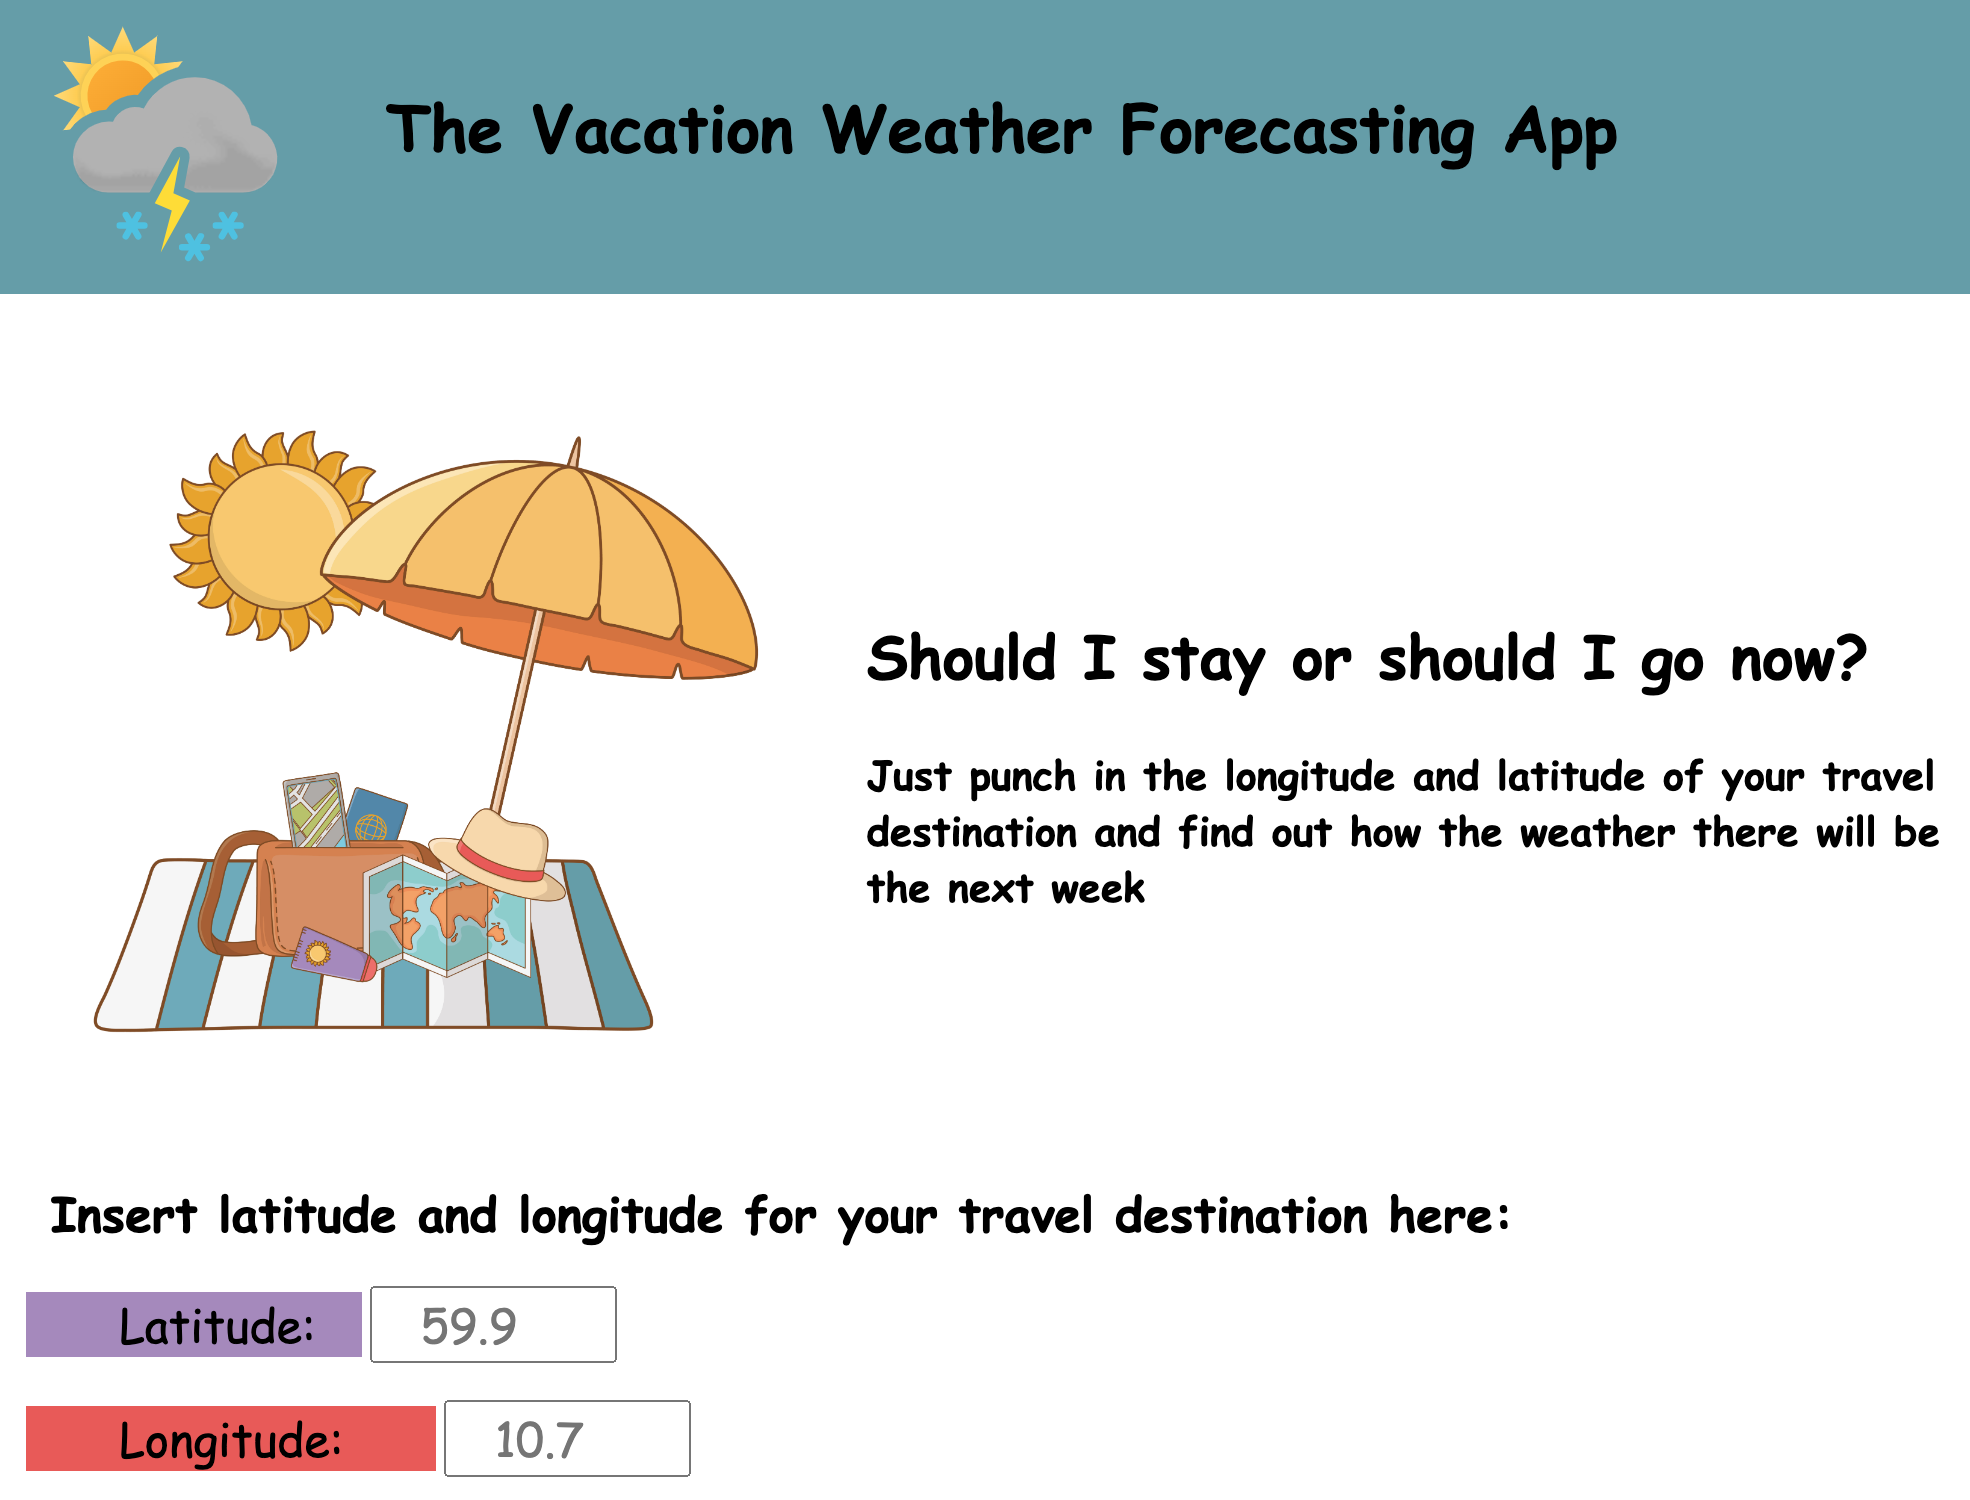 The Vacation Weather Forecasting App
Should I stay or should I go now?
Just punch in the longitude and latitude of your travel
destination and find out how the weather there will be
the next week
Insert latitude and longitude for your travel destination here:
Latitude: 59.9
Longitude: 10.7